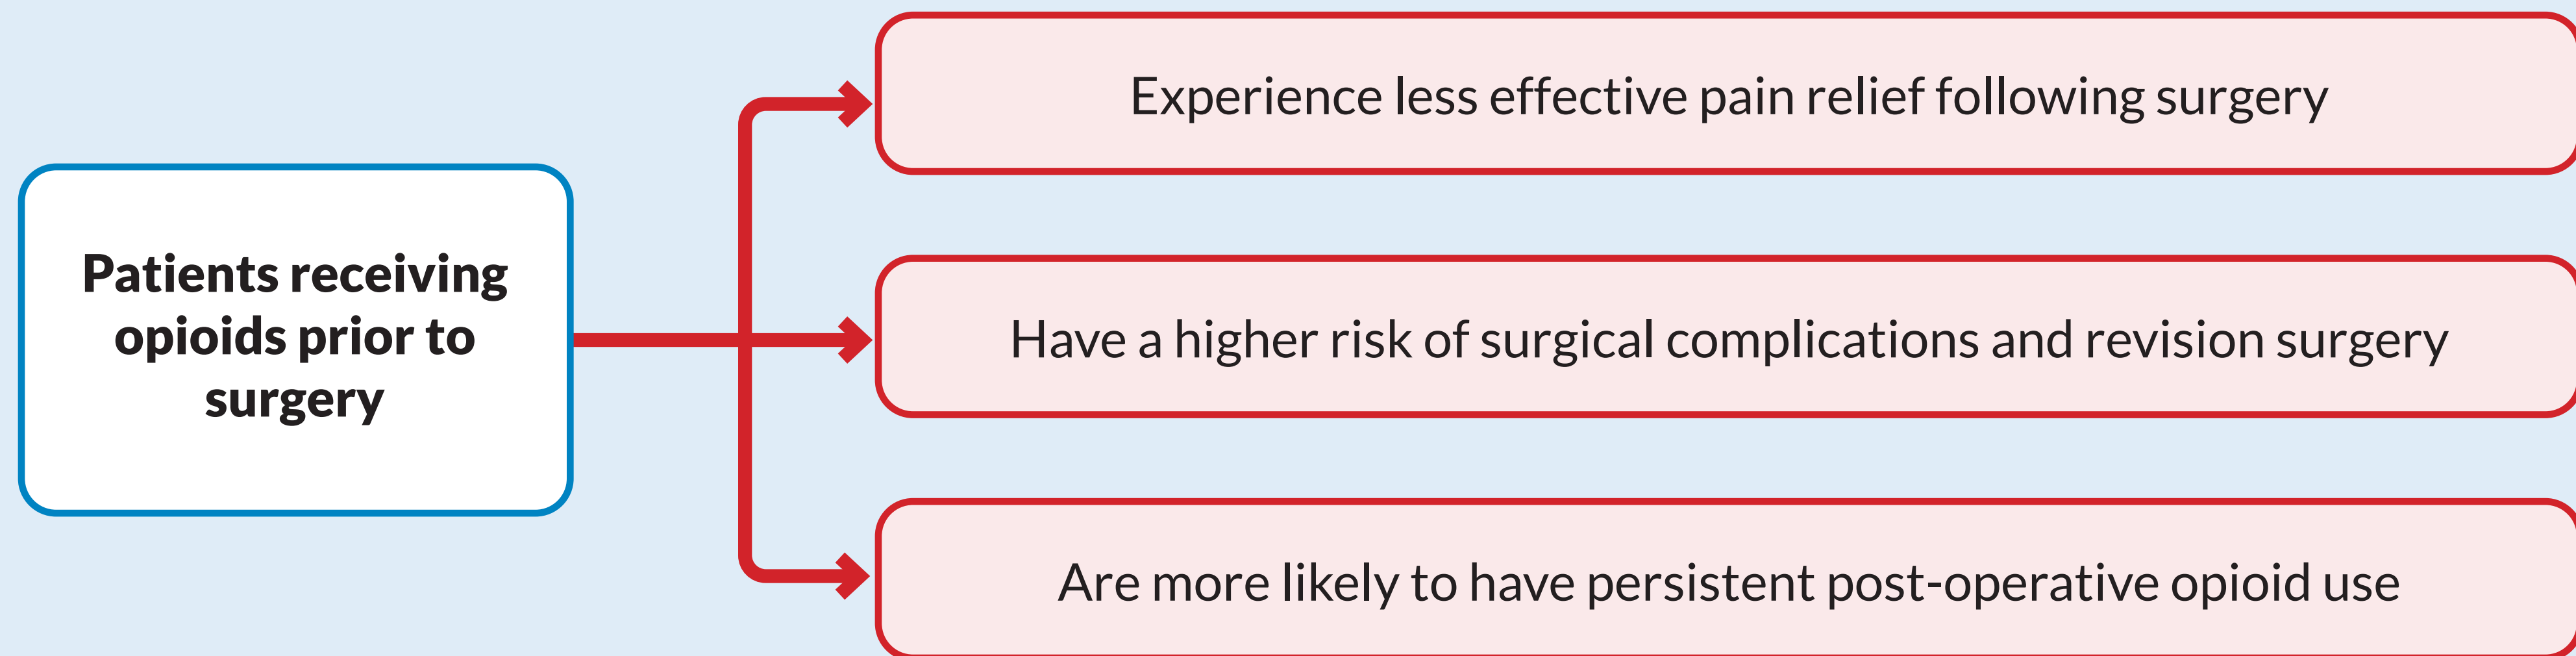 Patients receiving
opioids prior to
surgery
Experience less effective pain relief following surgery
Have a higher risk of surgical complications and revision surgery
Are more likely to have persistent post-operative opioid use